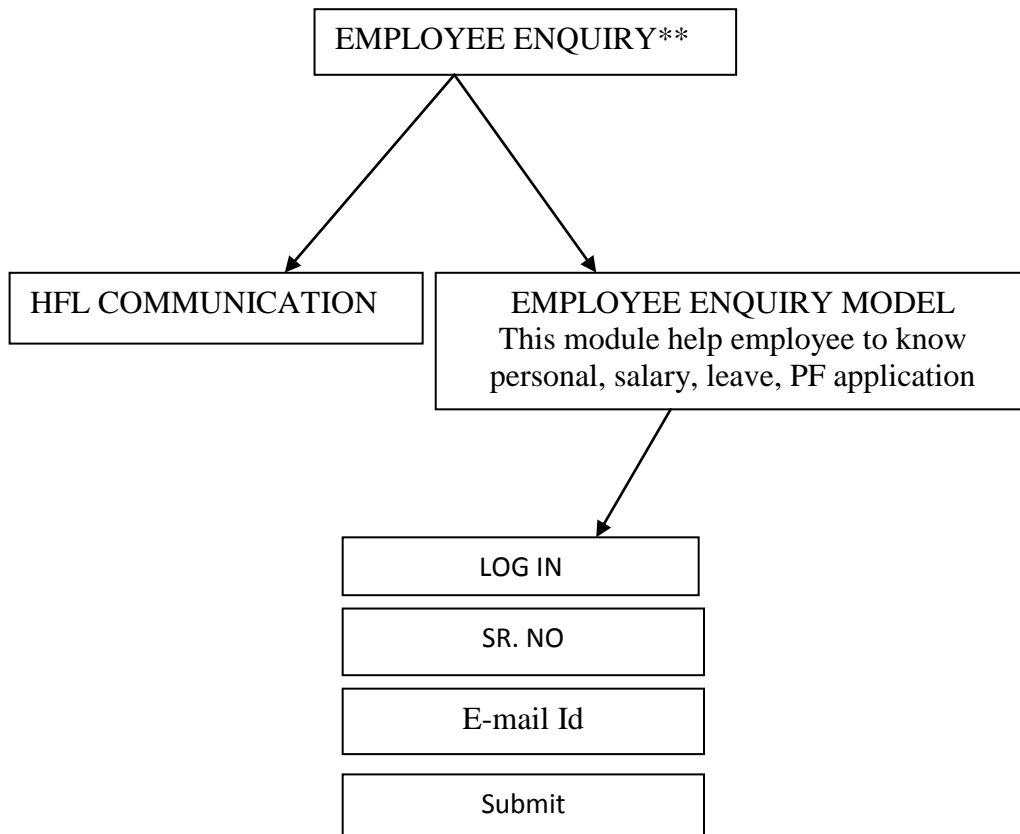 EMPLOYEE ENQUIRY**
HFL COMMUNICATION
EMPLOYEE ENQUIRY MODEL
This module help employee to know
personal, salary, leave, PF application
LOG IN
SR. NO
E-mail Id
Submit